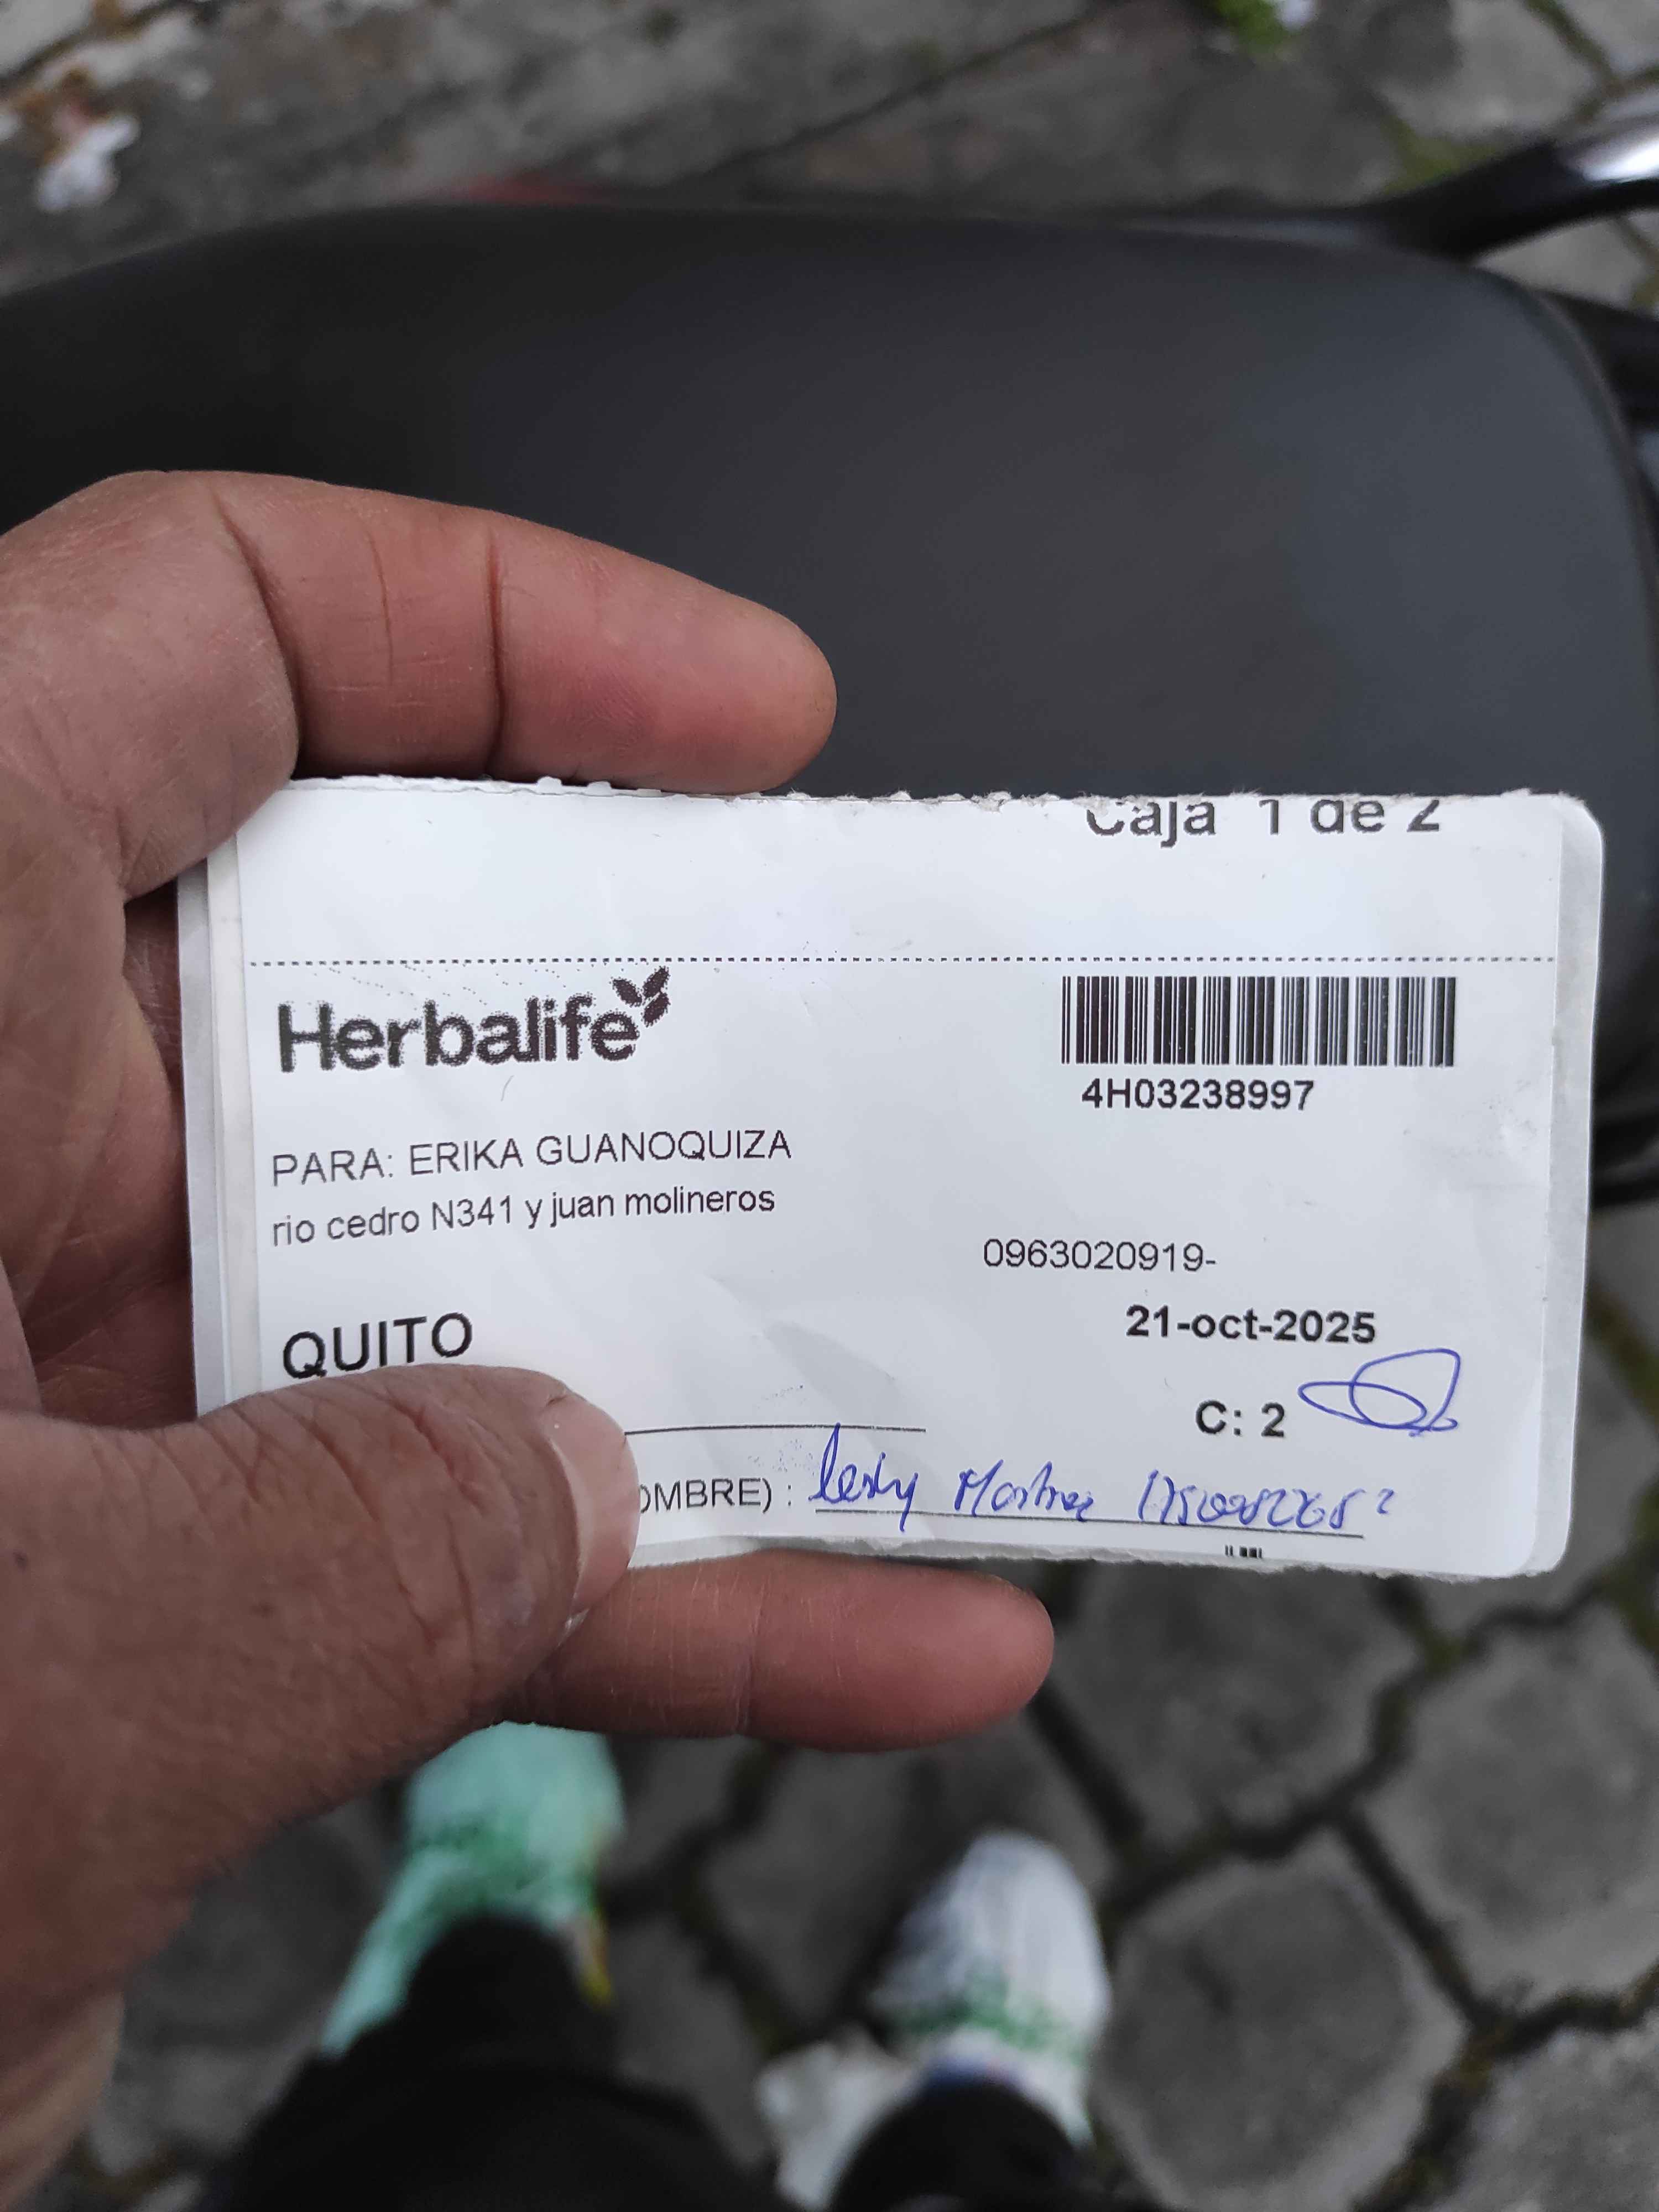 Caja 1 de 2
Herbalife
4H03238997
PARA: ERIKA GUANOQUIZA
rio cedro N341 y juan molineros
0963020919-
QUITO
21-oct-2025
C: 2
OMBRE) :